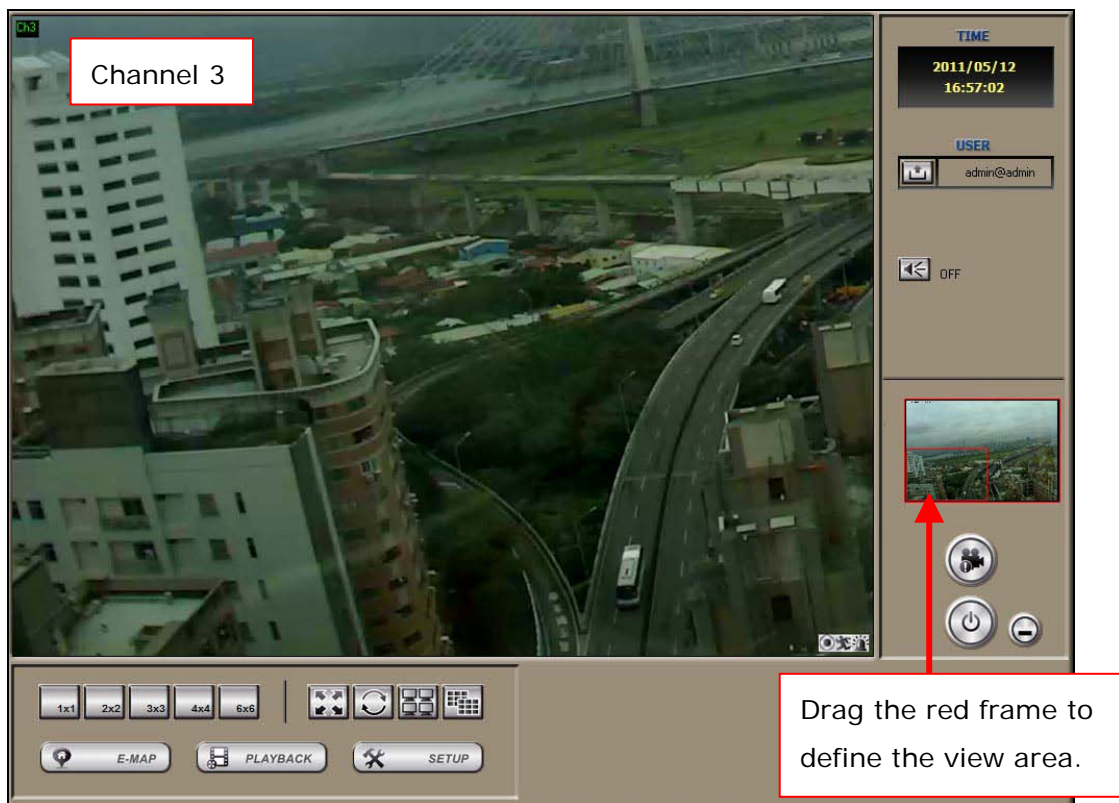 Ch3
Channel 3
TIME
2011/05/12
16:57:02
USER
admin@admin
OFF
1x1 2x2 3x3 4x4 6x6
E-MAP PLAYBACK SETUP
Drag the red frame to
define the view area.